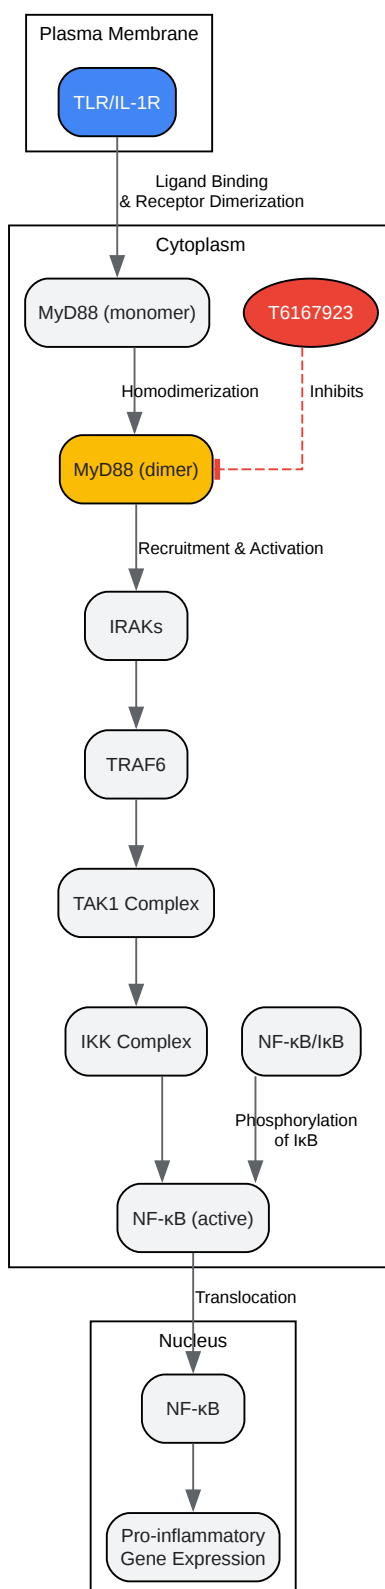 Plasma Membrane
TLR/IL-1R
Ligand Binding
& Receptor Dimerization
Cytoplasm
MyD88 (monomer)
T6167923
Homodimerization
Inhibits
MyD88 (dimer)
Recruitment & Activation
IRAKs
TRAF6
TAK1 Complex
IKK Complex
NF-κB/IκB
Phosphorylation
of IκB
NF-κB (active)
Translocation
Nucleus
NF-κB
Pro-inflammatory
Gene Expression